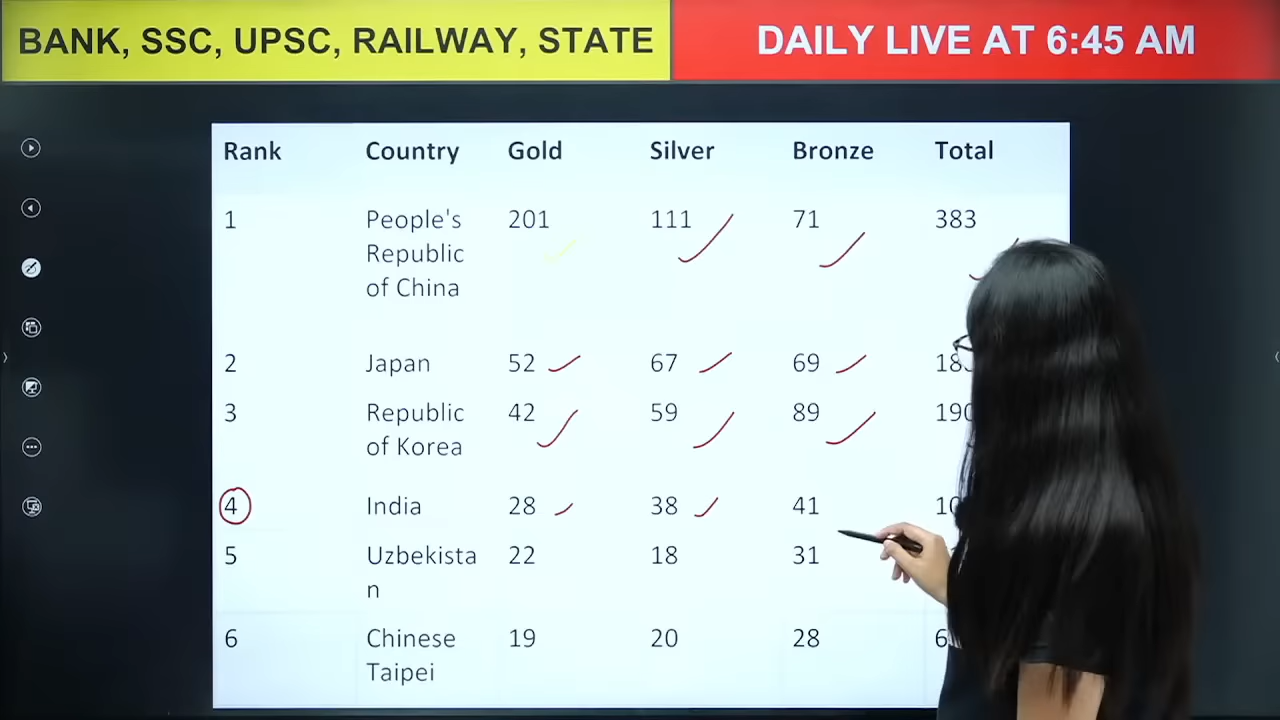 BANK, SSC, UPSC, RAILWAY, STATE
DAILY LIVE AT 6:45 AM
Rank Country Gold Silver Bronze Total
1 People's 201 111 71 383
Republic
of China
2 Japan 52 67 69
3 Republic 42 59 89 190
of Korea
4 India 28 38 41
5 Uzbekista 22 18 31
n
6 Chinese 19 20 28
Taipei